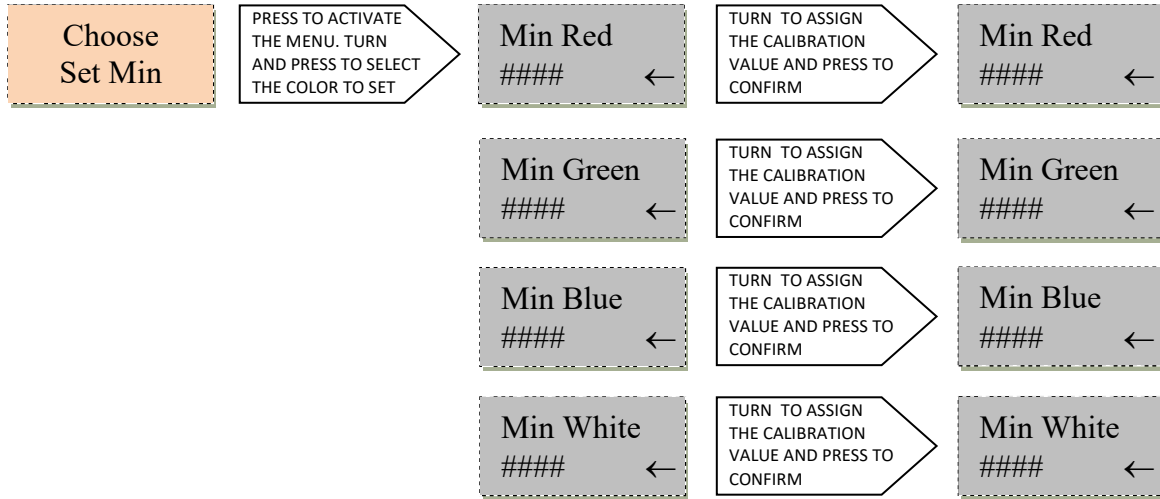 Choose
Set Min
PRESS TO ACTIVATE
THE MENU. TURN
AND PRESS TO SELECT
THE COLOR TO SET
Min Red
#### ←
TURN TO ASSIGN
THE CALIBRATION
VALUE AND PRESS TO
CONFIRM
Min Red
#### ←
Min Green
#### ←
TURN TO ASSIGN
THE CALIBRATION
VALUE AND PRESS TO
CONFIRM
Min Green
#### ←
Min Blue
#### ←
TURN TO ASSIGN
THE CALIBRATION
VALUE AND PRESS TO
CONFIRM
Min Blue
#### ←
Min White
#### ←
TURN TO ASSIGN
THE CALIBRATION
VALUE AND PRESS TO
CONFIRM
Min White
#### ←